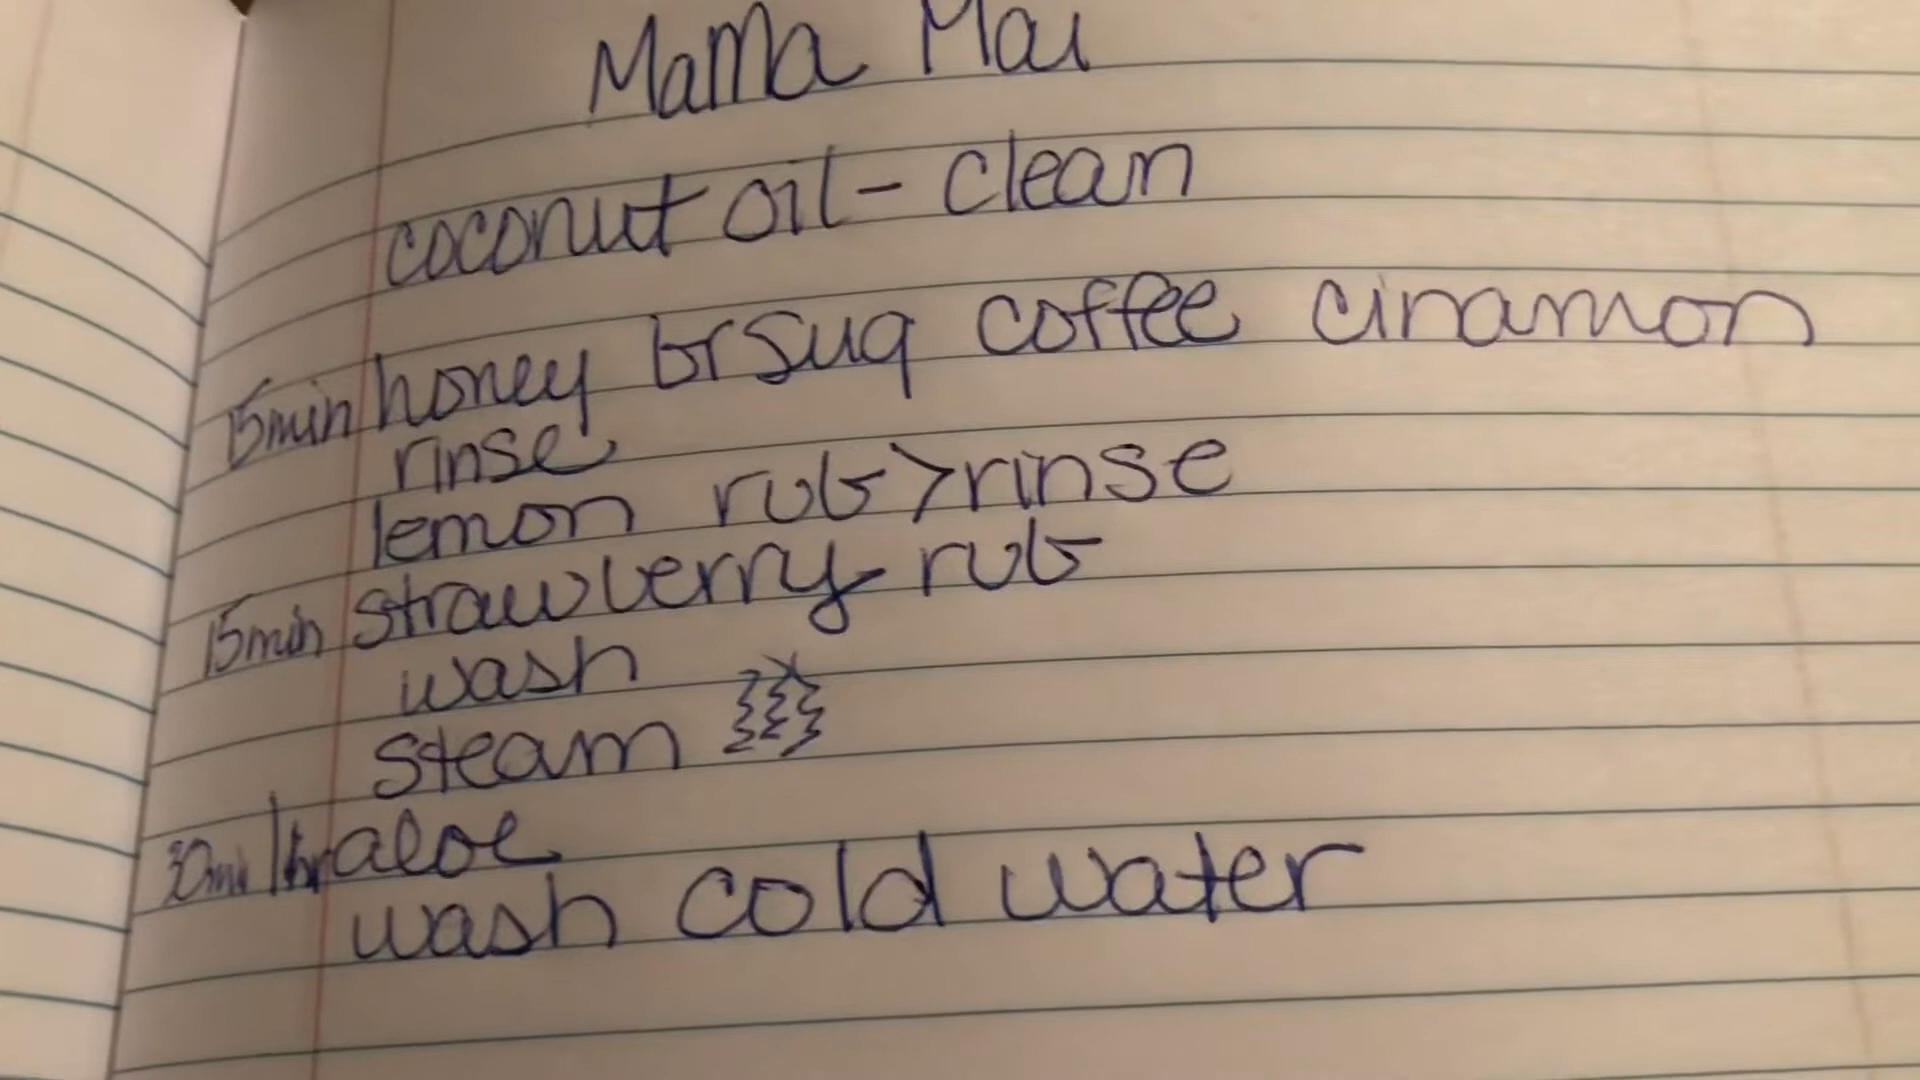 Mama Mai
coconut oil - clean
15min honey br sug coffee cinamon
rinse
lemon rub > rinse
15min strawberry rub
wash
steam
30min 1hr aloe
wash cold water